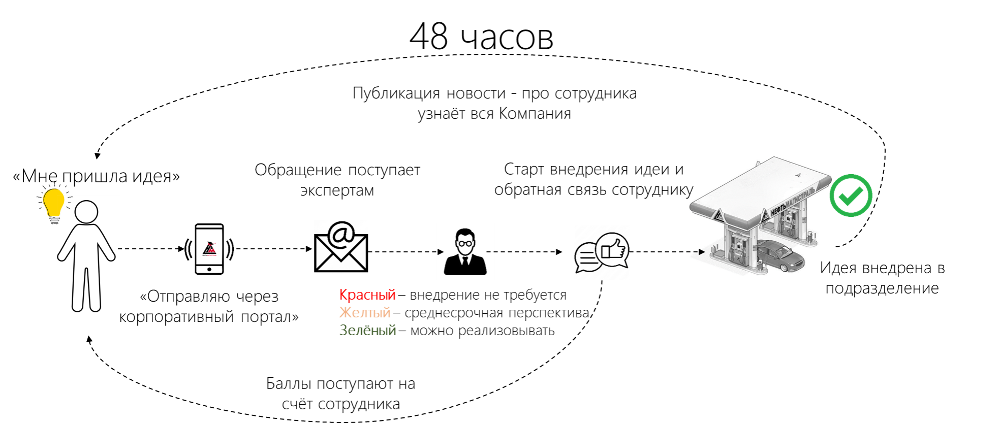 48 часов
Публикация новости - про сотрудника
узнаёт вся Компания
«Мне пришла идея»
Обращение поступает
экспертам
Старт внедрения идеи и
обратная связь сотруднику
НЕФТЬМАГИСТРАЛЬ
Идея внедрена в
подразделение
«Отправляю через
корпоративный портал»
Красный – внедрение не требуется
Желтый – среднесрочная перспектива
Зелёный – можно реализовывать
Баллы поступают на
счёт сотрудника